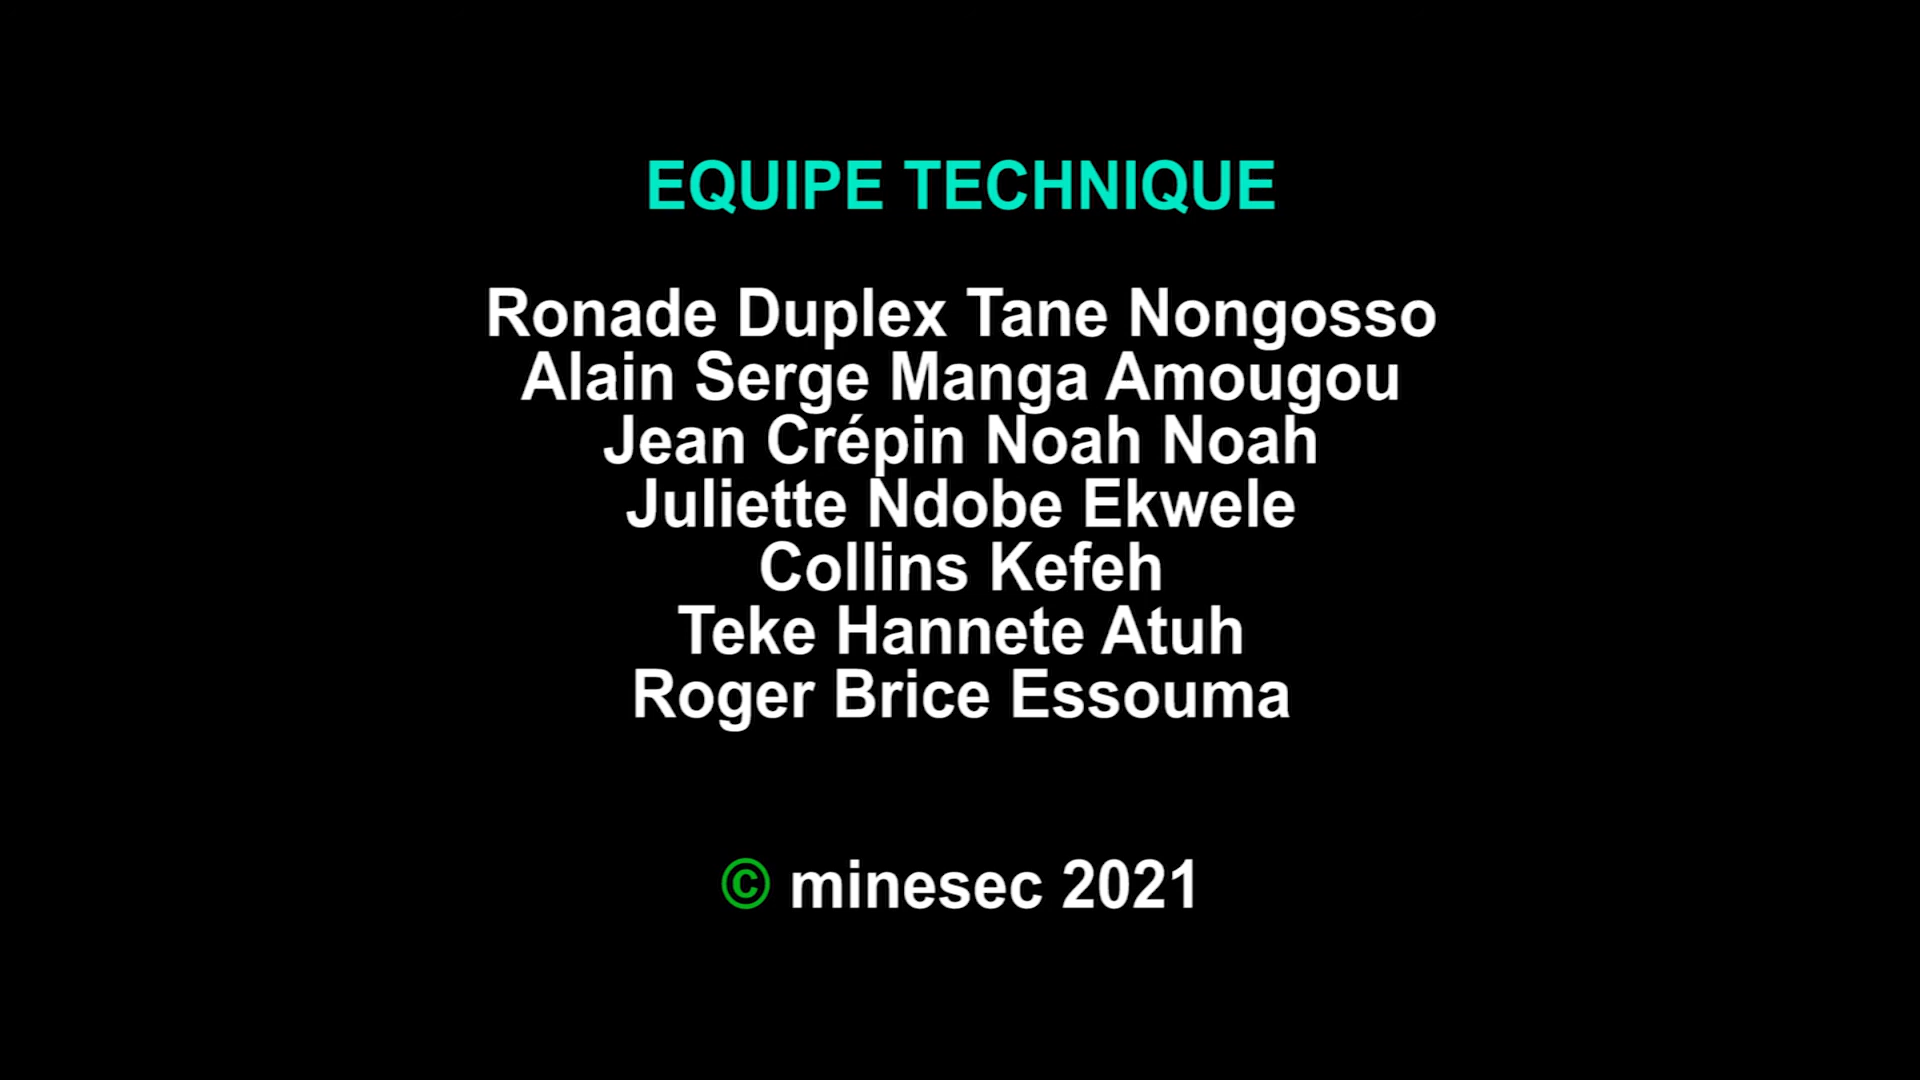 EQUIPE TECHNIQUE
Ronade Duplex Tane Nongosso
Alain Serge Manga Amougou
Jean Crépin Noah Noah
Juliette Ndobe Ekwele
Collins Kefeh
Teke Hannete Atuh
Roger Brice Essouma
© minesec 2021